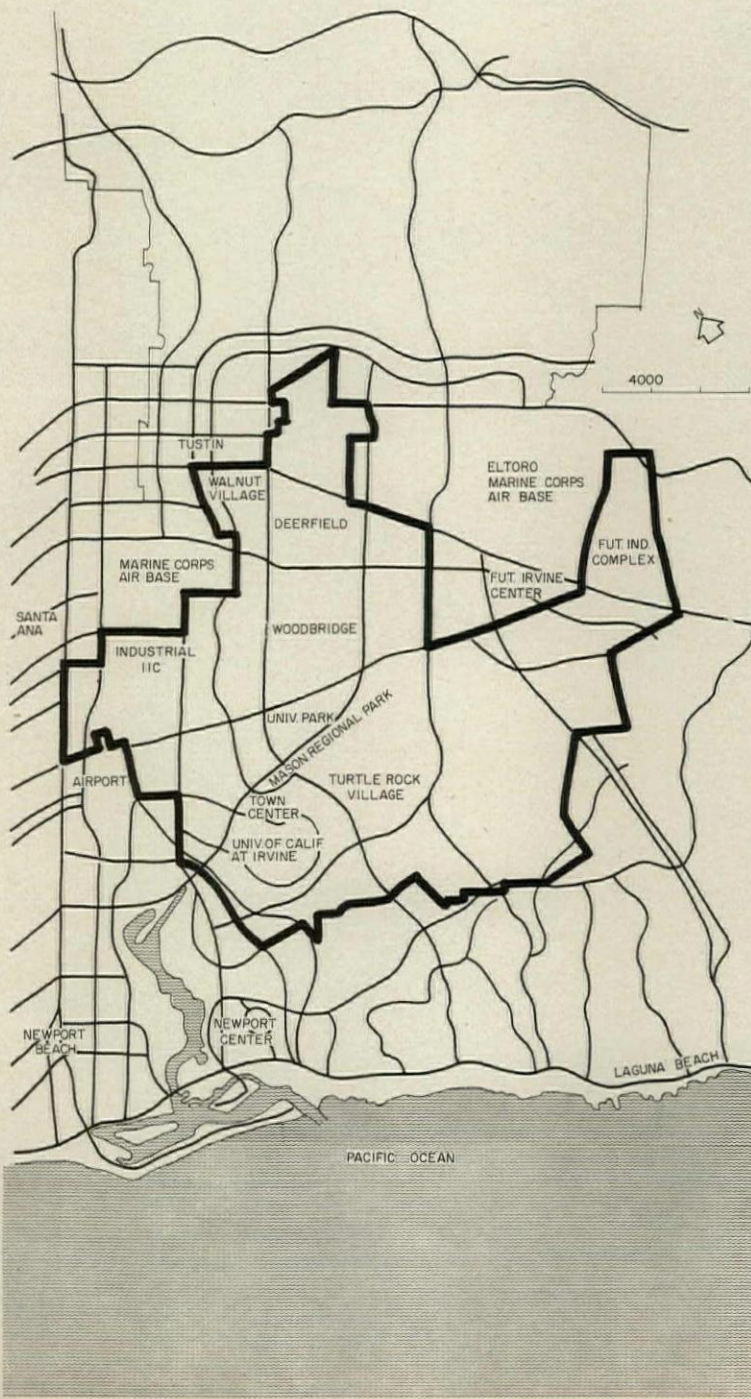 N
4000
TUSTIN
WALNUT
VILLAGE
ELTORO
MARINE CORPS
AIR BASE
DEERFIELD
FUT. IND.
COMPLEX
MARINE CORPS
AIR BASE
FUT. IRVINE
CENTER
SANTA
ANA
WOODBRIDGE
INDUSTRIAL
IIC
UNIV. PARK
MASON REGIONAL PARK
AIRPORT
TURTLE ROCK
VILLAGE
TOWN
CENTER
UNIV. OF CALIF
AT IRVINE
NEWPORT
BEACH
NEWPORT
CENTER
LAGUNA BEACH
PACIFIC OCEAN